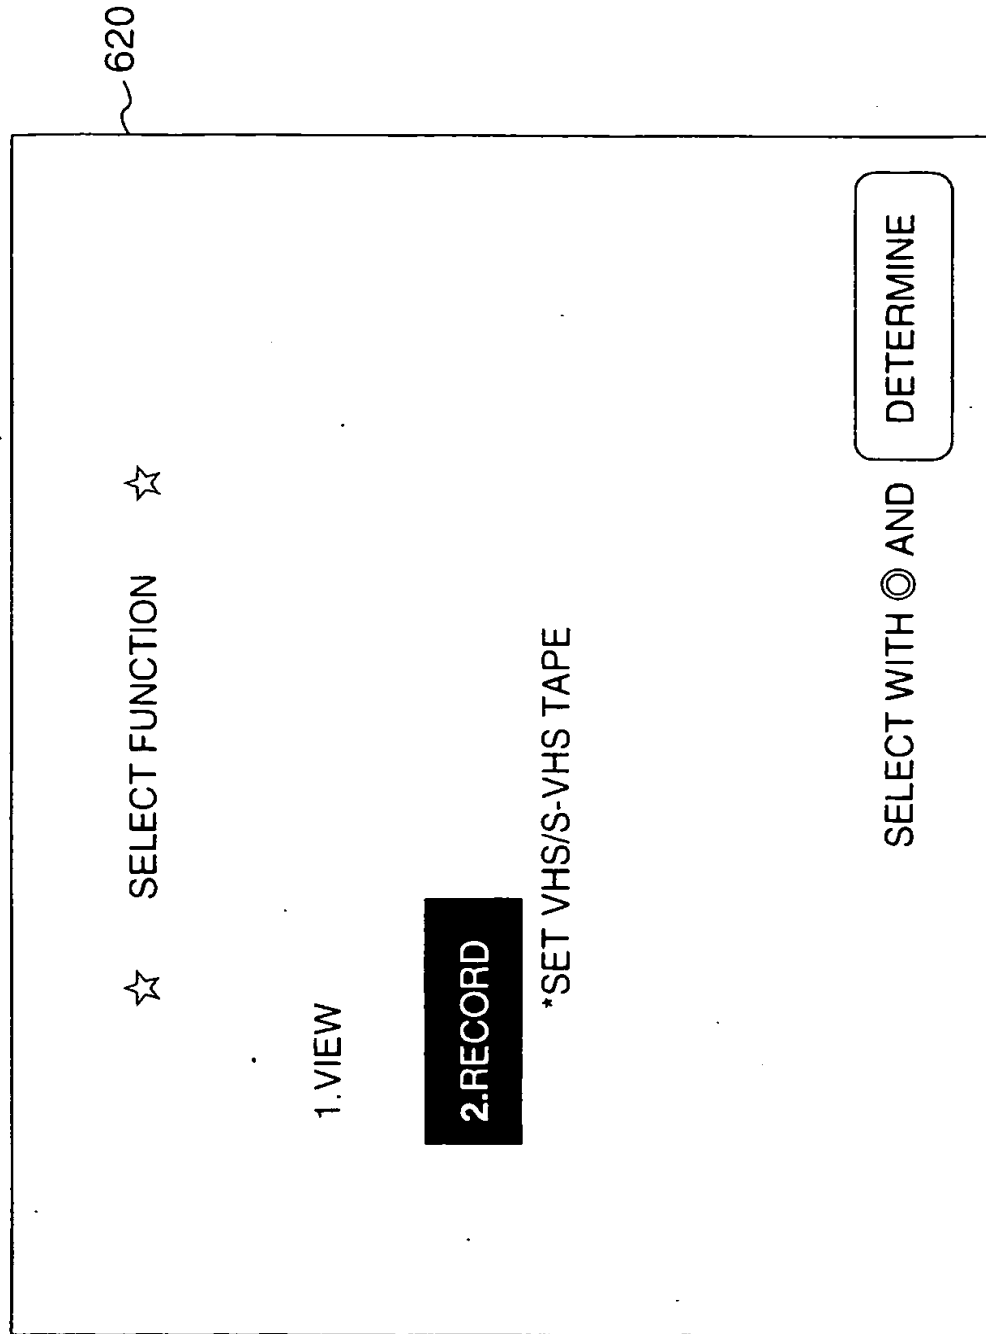 620
☆ SELECT FUNCTION ☆
1.VIEW
2.RECORD
*SET VHS/S-VHS TAPE
SELECT WITH ◎ AND DETERMINE